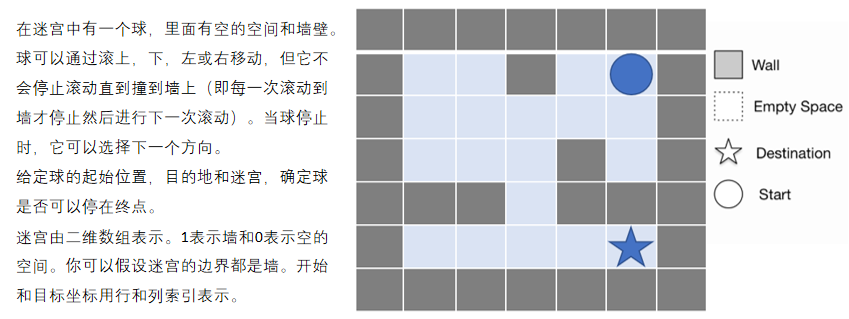 在迷宫中有一个球，里面有空的空间和墙壁。
球可以通过滚上，下，左或右移动，但它不
会停止滚动直到撞到墙上（即每一次滚动到
墙才停止然后进行下一次滚动）。当球停止
时，它可以选择下一个方向。
给定球的起始位置，目的地和迷宫，确定球
是否可以停在终点。
迷宫由二维数组表示。1表示墙和0表示空的
空间。你可以假设迷宫的边界都是墙。开始
和目标坐标用行和列索引表示。
Wall
Empty Space
Destination
Start